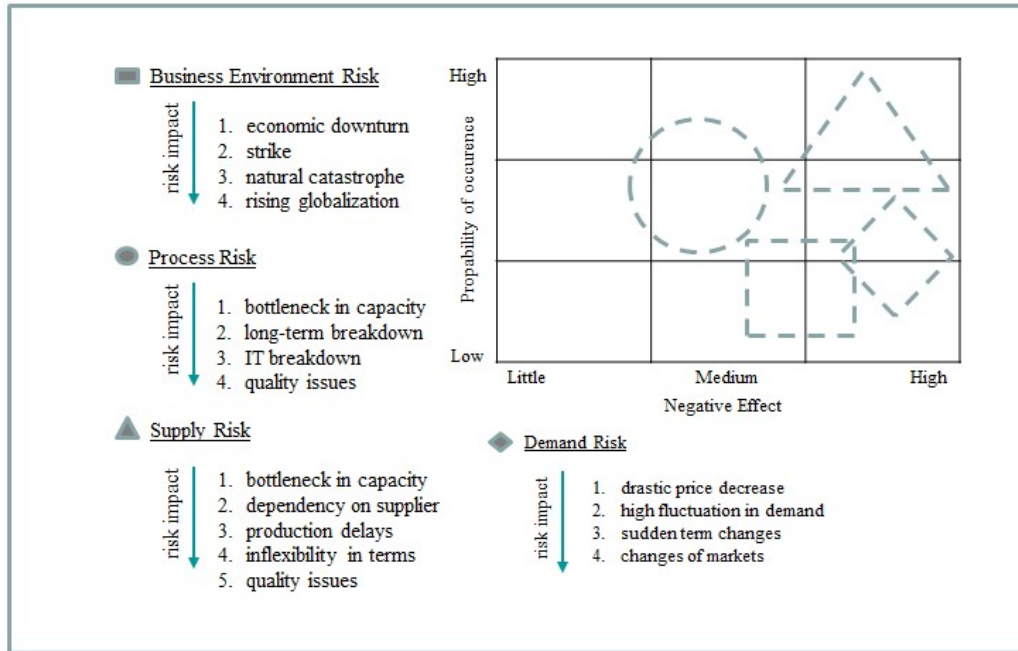 Business Environment Risk
risk impact
1. economic downturn
2. strike
3. natural catastrophe
4. rising globalization
Process Risk
risk impact
1. bottleneck in capacity
2. long-term breakdown
3. IT breakdown
4. quality issues
Supply Risk
risk impact
1. bottleneck in capacity
2. dependency on supplier
3. production delays
4. inflexibility in terms
5. quality issues
High
Propability of occurence
Low
Little Medium High
Negative Effect
Demand Risk
risk impact
1. drastic price decrease
2. high fluctuation in demand
3. sudden term changes
4. changes of markets